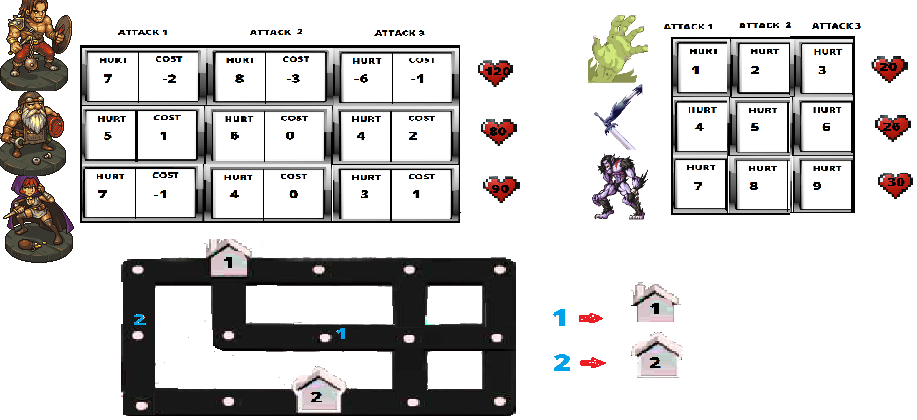 ATTACK 1 ATTACK 2 ATTACK 3
HURT COST HURT COST HURT COST
7 -2 8 -3 -6 -1
120
HURT COST HURT COST HURT COST
5 1 6 0 4 2
80
HURT COST HURT COST HURT COST
7 -1 4 0 3 1
90
ATTACK 1 ATTACK 2 ATTACK 3
HURT HURT HURT
1 2 3
20
HURT HURT HURT
4 5 6
26
HURT HURT HURT
7 8 9
30
1
2
1
2
1 1
2 2